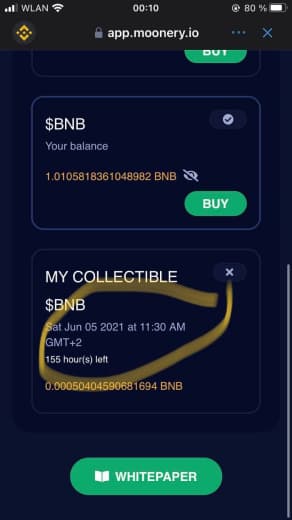 WLAN 00:10 80 %
app.moonery.io
BUY
$BNB
Your balance
1.0105818361048982 BNB
BUY
MY COLLECTIBLE
$BNB
Sat Jun 05 2021 at 11:30 AM
GMT+2
155 hour(s) left
0.00050404590681694 BNB
WHITEPAPER